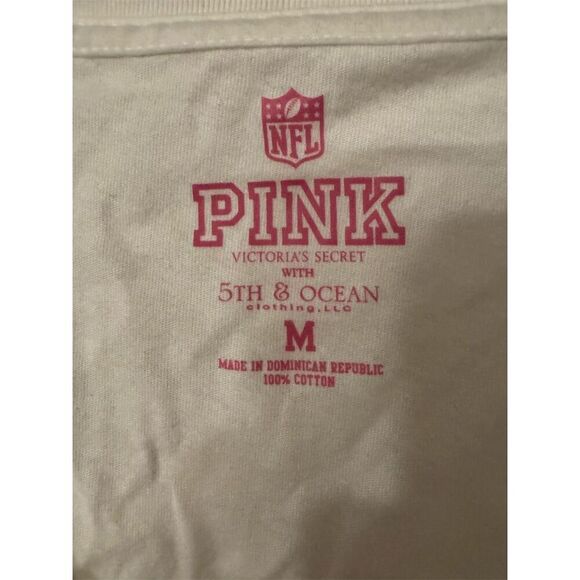 NFL
PINK
VICTORIA'S SECRET
WITH
5TH & OCEAN
clothing, LLC
M
MADE IN DOMINICAN REPUBLIC
100% COTTON